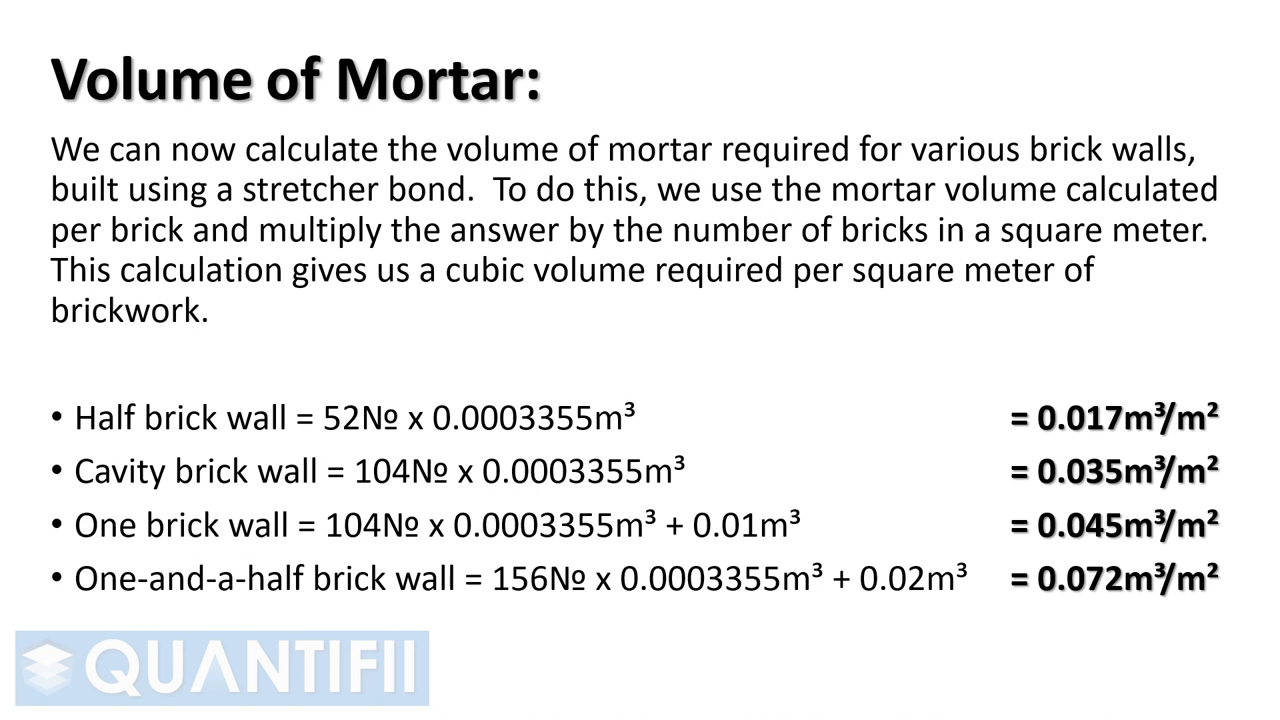 Volume of Mortar:
We can now calculate the volume of mortar required for various brick walls,
built using a stretcher bond.  To do this, we use the mortar volume calculated
per brick and multiply the answer by the number of bricks in a square meter.
This calculation gives us a cubic volume required per square meter of
brickwork.
• Half brick wall = 52№ x 0.0003355m³ = 0.017m³/m²
• Cavity brick wall = 104№ x 0.0003355m³ = 0.035m³/m²
• One brick wall = 104№ x 0.0003355m³ + 0.01m³ = 0.045m³/m²
• One-and-a-half brick wall = 156№ x 0.0003355m³ + 0.02m³ = 0.072m³/m²
QUANTIFII